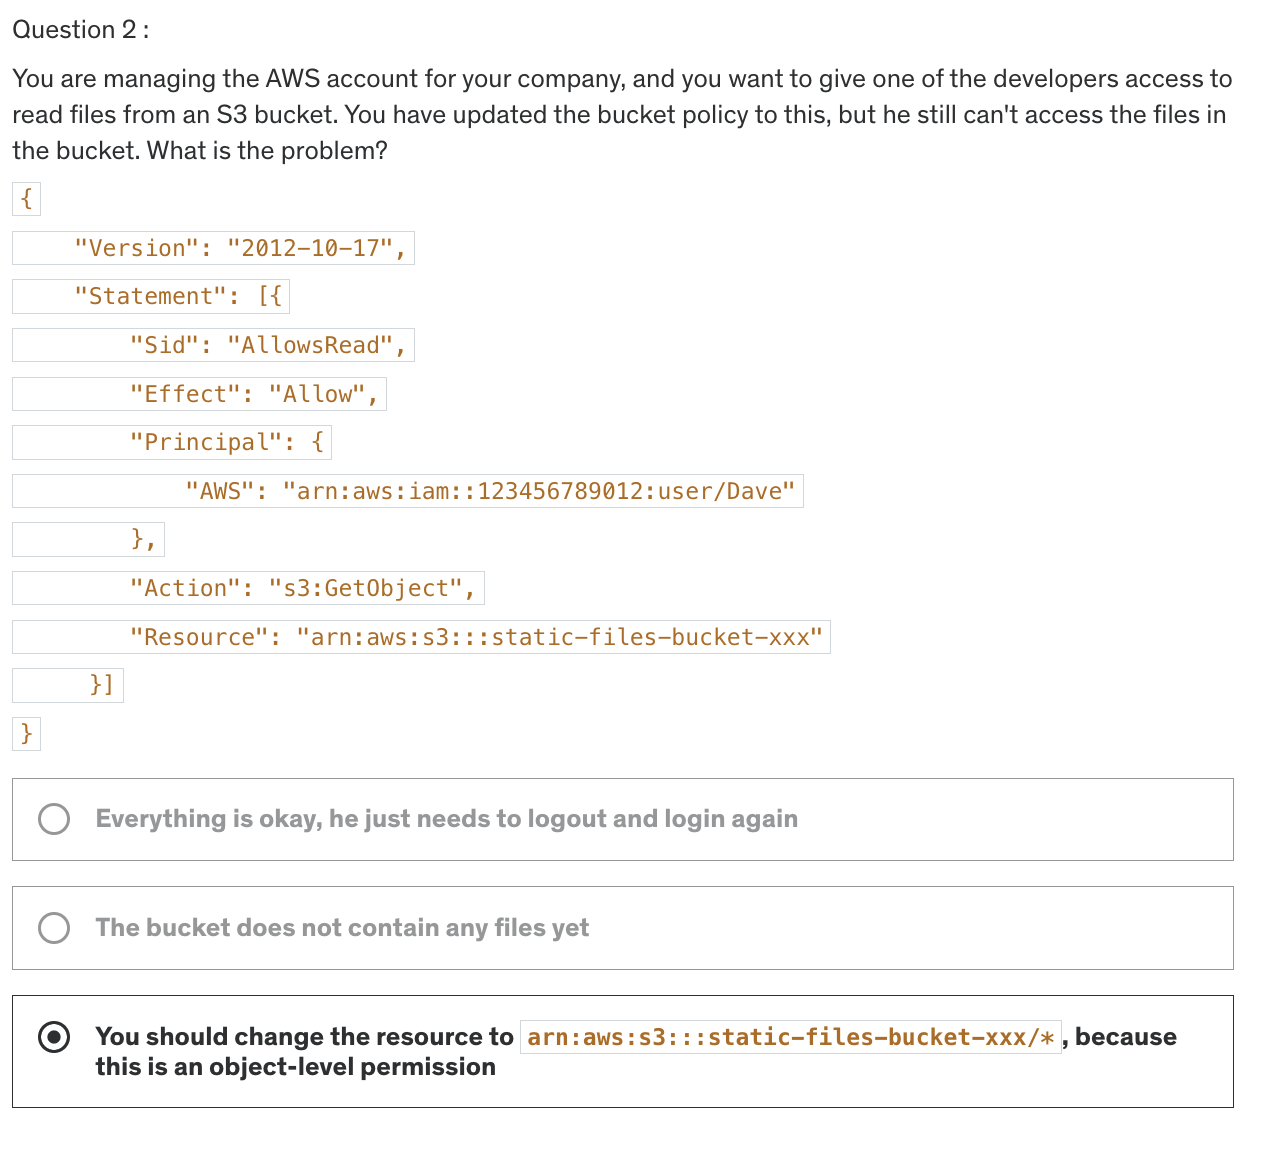 Question 2 :
You are managing the AWS account for your company, and you want to give one of the developers access to
read files from an S3 bucket. You have updated the bucket policy to this, but he still can't access the files in
the bucket. What is the problem?
{
"Version": "2012-10-17",
"Statement": [{
"Sid": "AllowsRead",
"Effect": "Allow",
"Principal": {
"AWS": "arn:aws:iam::123456789012:user/Dave"
},
"Action": "s3:GetObject",
"Resource": "arn:aws:s3:::static-files-bucket-xxx"
}]
}
Everything is okay, he just needs to logout and login again
The bucket does not contain any files yet
You should change the resource to arn:aws:s3:::static-files-bucket-xxx/*, because
this is an object-level permission